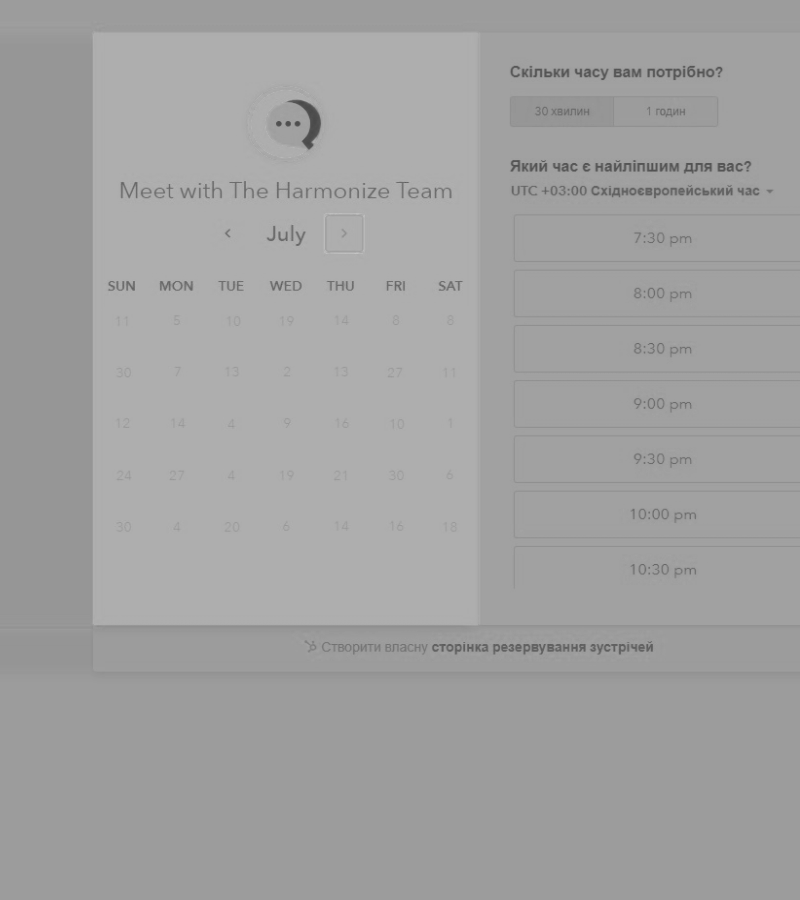 Meet with The Harmonize Team
July
SUN MON TUE WED THU FRI SAT
11 5 10 19 14 8 8
30 7 13 2 13 27 11
12 14 4 9 16 10 1
24 27 4 19 21 30 6
30 4 20 6 14 16 18
Скільки часу вам потрібно?
30 хвилин 1 годин
Який час є найліпшим для вас?
UTC +03:00 Східноєвропейський час
7:30 pm
8:00 pm
8:30 pm
9:00 pm
9:30 pm
10:00 pm
10:30 pm
Створити власну сторінка резервування зустрічей